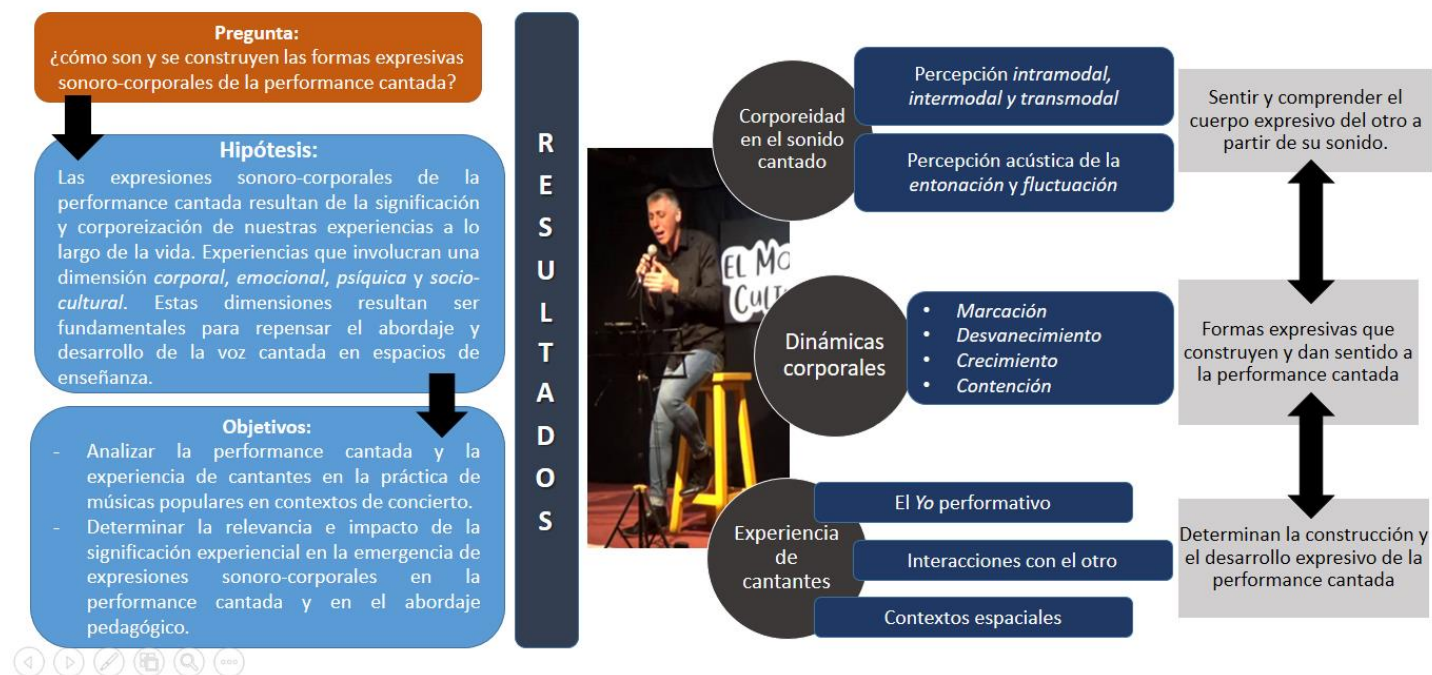 Pregunta:
¿cómo son y se construyen las formas expresivas
sonoro-corporales de la performance cantada?
Hipótesis:
Las expresiones sonoro-corporales de la
performance cantada resultan de la significación
y corporeización de nuestras experiencias a lo
largo de la vida. Experiencias que involucran una
dimensión corporal, emocional, psíquica y socio-
cultural. Estas dimensiones resultan ser
fundamentales para repensar el abordaje y
desarrollo de la voz cantada en espacios de
enseñanza.
Objetivos:
- Analizar la performance cantada y la
experiencia de cantantes en la práctica de
músicas populares en contextos de concierto.
- Determinar la relevancia e impacto de la
significación experiencial en la emergencia de
expresiones sonoro-corporales en la
performance cantada y en el abordaje
pedagógico.
R
E
S
U
L
T
A
D
O
S
EL MO
CULT
Corporeidad
en el sonido
cantado
Percepción intramodal,
intermodal y transmodal
Percepción acústica de la
entonación y fluctuación
Sentir y comprender el
cuerpo expresivo del otro a
partir de su sonido.
Dinámicas
corporales
• Marcación
• Desvanecimiento
• Crecimiento
• Contención
Formas expresivas que
construyen y dan sentido a
la performance cantada
Experiencia
de
cantantes
El Yo performativo
Interacciones con el otro
Contextos espaciales
Determinan la construcción y
el desarrollo expresivo de la
performance cantada